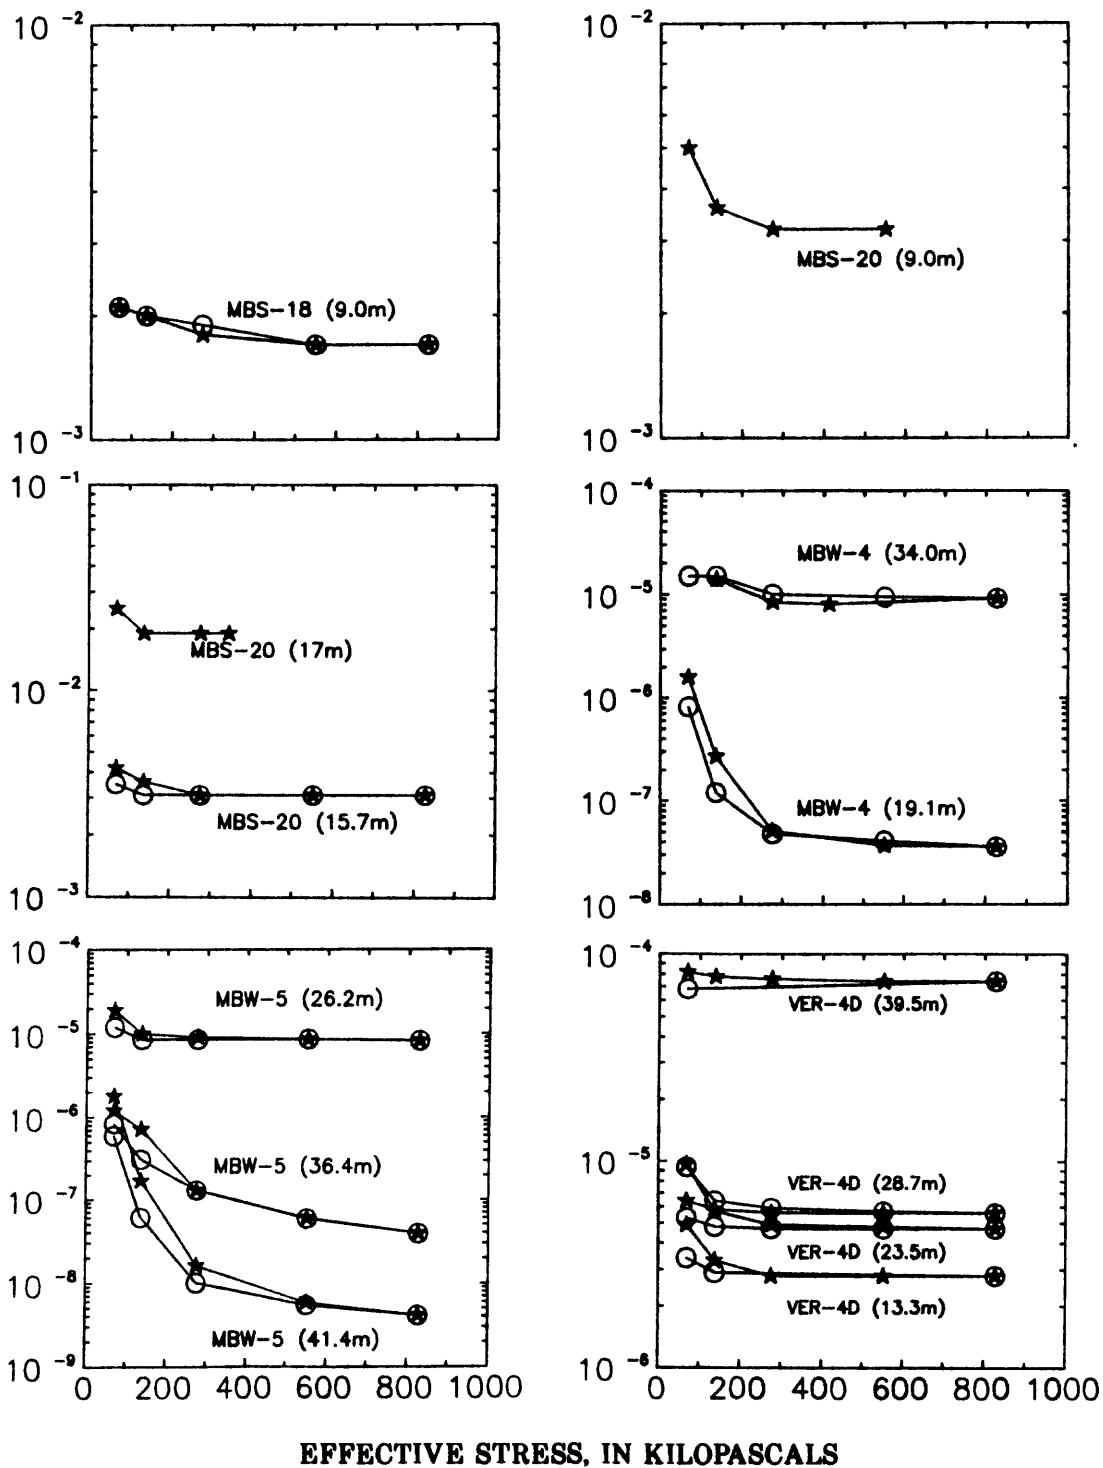 10 -2
MBS-18 (9.0m)
10 -3
10 -2
MBS-20 (9.0m)
10 -3
10 -1
MBS-20 (17m)
10 -2
MBS-20 (15.7m)
10 -3
10 -4
MBW-4 (34.0m)
10 -5
10 -6
10 -7
MBW-4 (19.1m)
10 -8
10 -4
MBW-5 (26.2m)
10 -5
10 -6
MBW-5 (36.4m)
10 -7
10 -8
MBW-5 (41.4m)
10 -9
0 200 400 600 800 1000
10 -4
VER-4D (39.5m)
10 -5
VER-4D (28.7m)
VER-4D (23.5m)
VER-4D (13.3m)
10 -6
0 200 400 600 800 1000
EFFECTIVE STRESS, IN KILOPASCALS